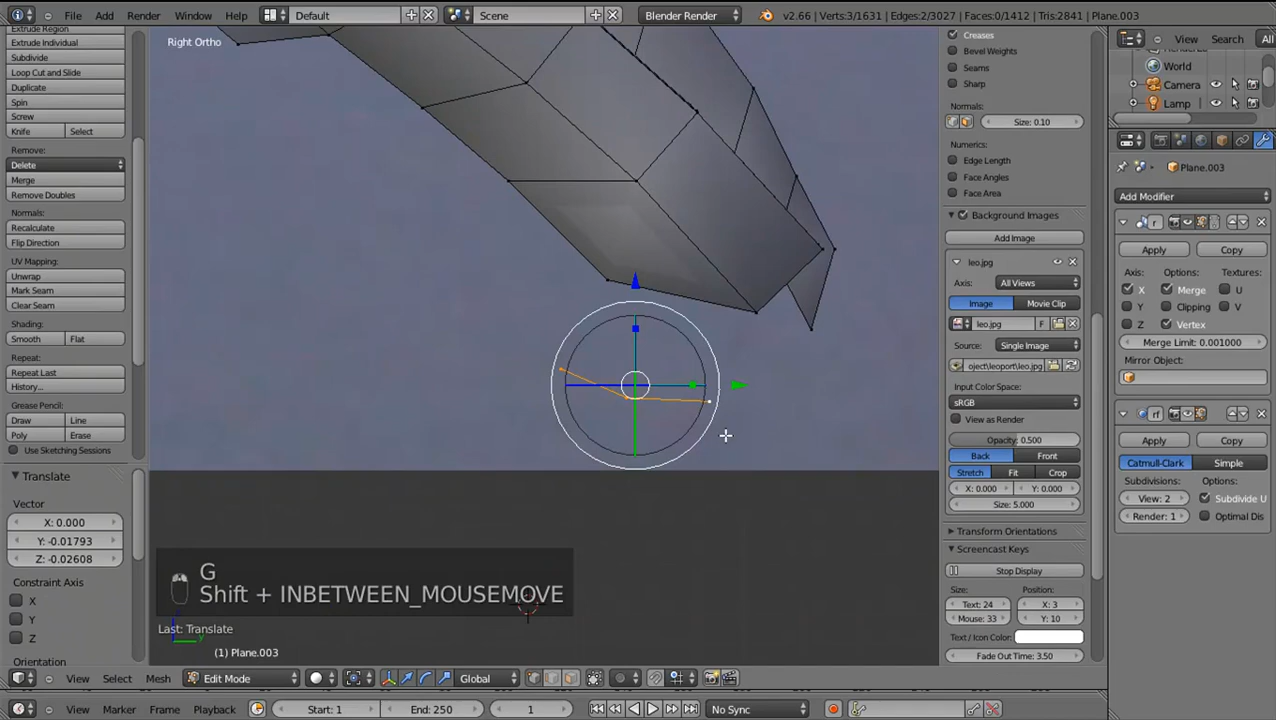 File Add Render Window Help Default Scene Blender Render v2.66 | Verts:3/1631 | Edges:2/3027 | Faces:0/1412 | Tris:2841 | Plane.003
Extrude Region
Extrude Individual
Subdivide
Loop Cut and Slide
Duplicate
Spin
Screw
Knife Select
Remove:
Delete
Merge
Remove Doubles
Normals:
Recalculate
Flip Direction
UV Mapping:
Unwrap
Mark Seam
Clear Seam
Shading:
Smooth Flat
Repeat:
Repeat Last
History...
Grease Pencil:
Draw Line
Poly Erase
Use Sketching Sessions
Translate
Vector
X: 0.000
Y: -0.01793
Z: -0.02608
Constraint Axis
X
Y
Z
Orientation
Right Ortho
G
Shift + INBETWEEN_MOUSEMOVE
Last: Translate
(1) Plane.003
Creases
Bevel Weights
Seams
Sharp
Normals:
Size: 0.10
Numerics:
Edge Length
Face Angles
Face Area
Background Images
Add Image
leo.jpg
Axis: All Views
Image Movie Clip
leo.jpg F
Source: Single Image
oject\leoport\leo.jpg
Input Color Space:
sRGB
View as Render
Opacity: 0.500
Back Front
Stretch Fit Crop
X: 0.000 Y: 0.000
Size: 5.000
Transform Orientations
Screencast Keys
Stop Display
Size: Position:
Text: 24 X: 3
Mouse: 33 Y: 10
Text / Icon Color:
Fade Out Time: 3.50
View Search All
World
Camera
Lamp
Plane.003
Add Modifier
Apply Copy
Axis: Options: Textures:
X Merge U
Y Clipping V
Z Vertex
Merge Limit: 0.001000
Mirror Object:
Apply Copy
Catmull-Clark Simple
Subdivisions: Options:
View: 2 Subdivide U
Render: 1 Optimal Dis
View Select Mesh Edit Mode Global
View Marker Frame Playback Start: 1 End: 250 1 No Sync